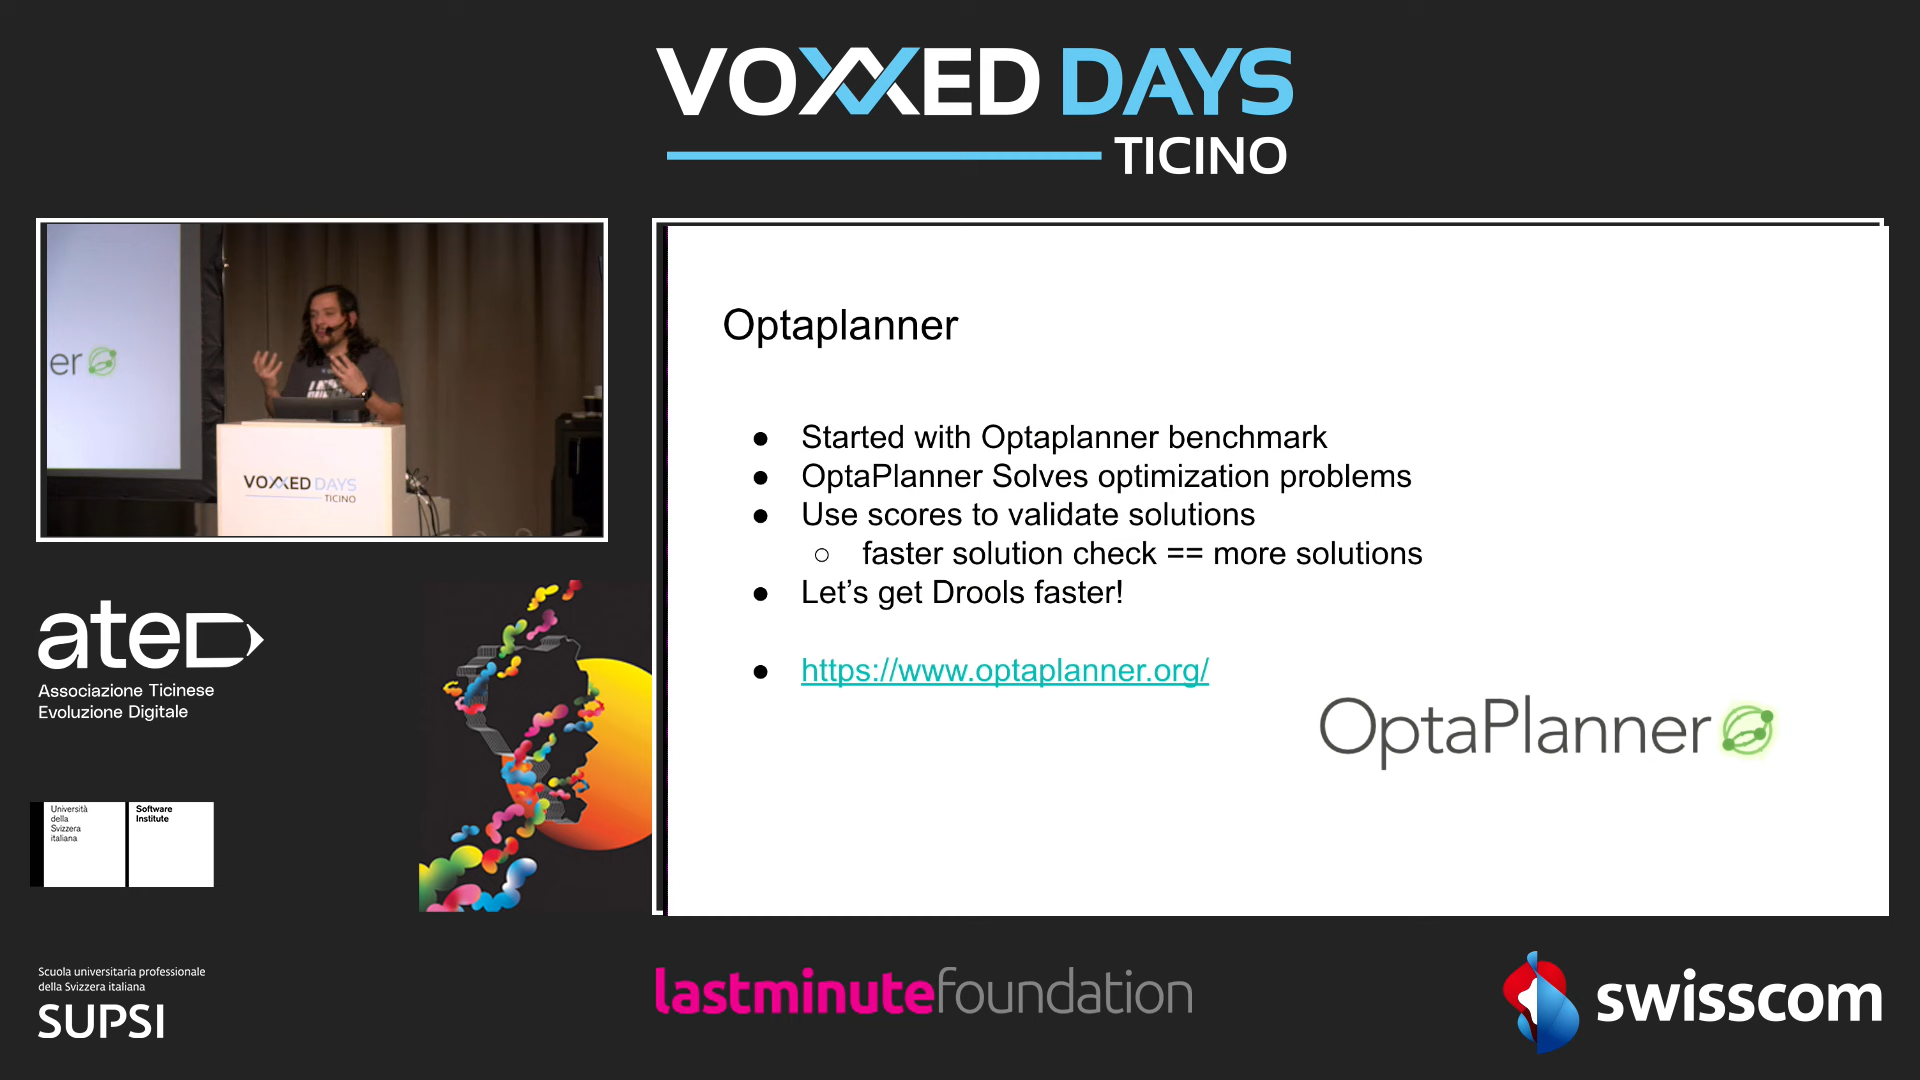 VOXXED DAYS
TICINO
er
VOXXED DAYS
TICINO
Optaplanner
● Started with Optaplanner benchmark
● OptaPlanner Solves optimization problems
● Use scores to validate solutions
○ faster solution check == more solutions
● Let’s get Drools faster!
● https://www.optaplanner.org/
OptaPlanner
ated
Associazione Ticinese
Evoluzione Digitale
Università
della
Svizzera
italiana
Software
Institute
Scuola universitaria professionale
della Svizzera italiana
SUPSI
lastminutefoundation
swisscom